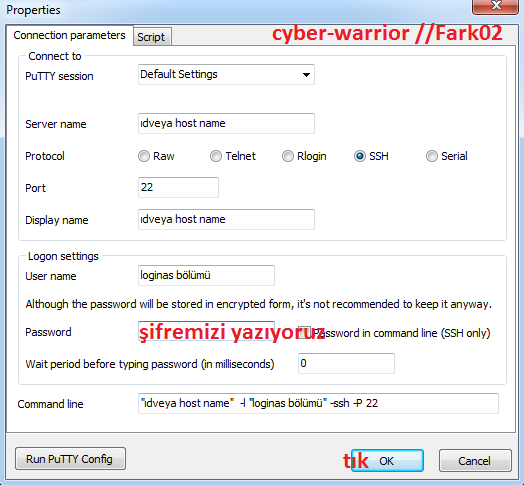 Properties
Connection parameters
Script
cyber-warrior //Fark02
Connect to
PuTTY session
Default Settings
Server name
ıdveya host name
Protocol
Raw
Telnet
Rlogin
SSH
Serial
Port
22
Display name
ıdveya host name
Logon settings
User name
loginas bölümü
Although the password will be stored in encrypted form, it's not recommended to keep it anyway.
Password
şifremizi yazıyoruz
Password in command line (SSH only)
Wait period before typing password (in milliseconds)
0
Command line
"ıdveya host name" -l "loginas bölümü" -ssh -P 22
Run PuTTY Config
tık
OK
Cancel